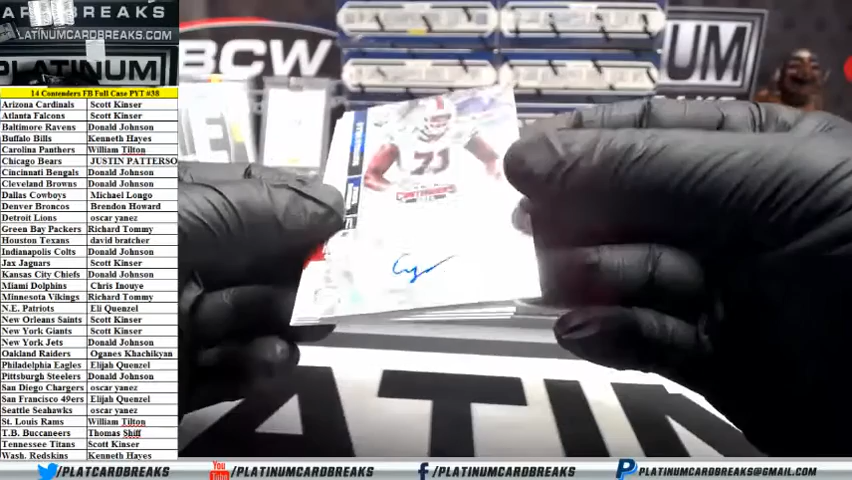 PLATINUMCARDBREAKS.COM
PLATINUM
BCW
UM
14 Contenders FB Full Case PYT #38
Arizona Cardinals Scott Kinser
Atlanta Falcons Scott Kinser
Baltimore Ravens Donald Johnson
Buffalo Bills Kenneth Hayes
Carolina Panthers William Tilton
Chicago Bears JUSTIN PATTERSO
Cincinnati Bengals Donald Johnson
Cleveland Browns Donald Johnson
Dallas Cowboys Michael Longo
Denver Broncos Brendon Howard
Detroit Lions oscar yanez
Green Bay Packers Richard Tommy
Houston Texans david bratcher
Indianapolis Colts Donald Johnson
Jax Jagnars Scott Kinser
Kansas City Chiefs Donald Johnson
Miami Dolphins Chris Inouye
Minnesota Vikings Richard Tommy
N.E. Patriots Eli Quenzel
New Orleans Saints Scott Kinser
New York Giants Scott Kinser
New York Jets Donald Johnson
Oakland Raiders Oganes Khachikyan
Philadelphia Eagles Elijah Quenzel
Pittsburgh Steelers Donald Johnson
San Diego Chargers oscar yanez
San Francisco 49ers Elijah Quenzel
Seattle Seahawks oscar yanez
St. Louis Rams William Tilton
T.B. Buccaneers Thomas Shiff
Tennessee Titans Scott Kinser
Wash. Redskins Kenneth Hayes
73
ATIN
/PLATCARDBREAKS
You Tube /PLATINUMCARDBREAKS
/PLATINUMCARDBREAKS
PLATINUMCARDBREAKS@GMAIL.COM